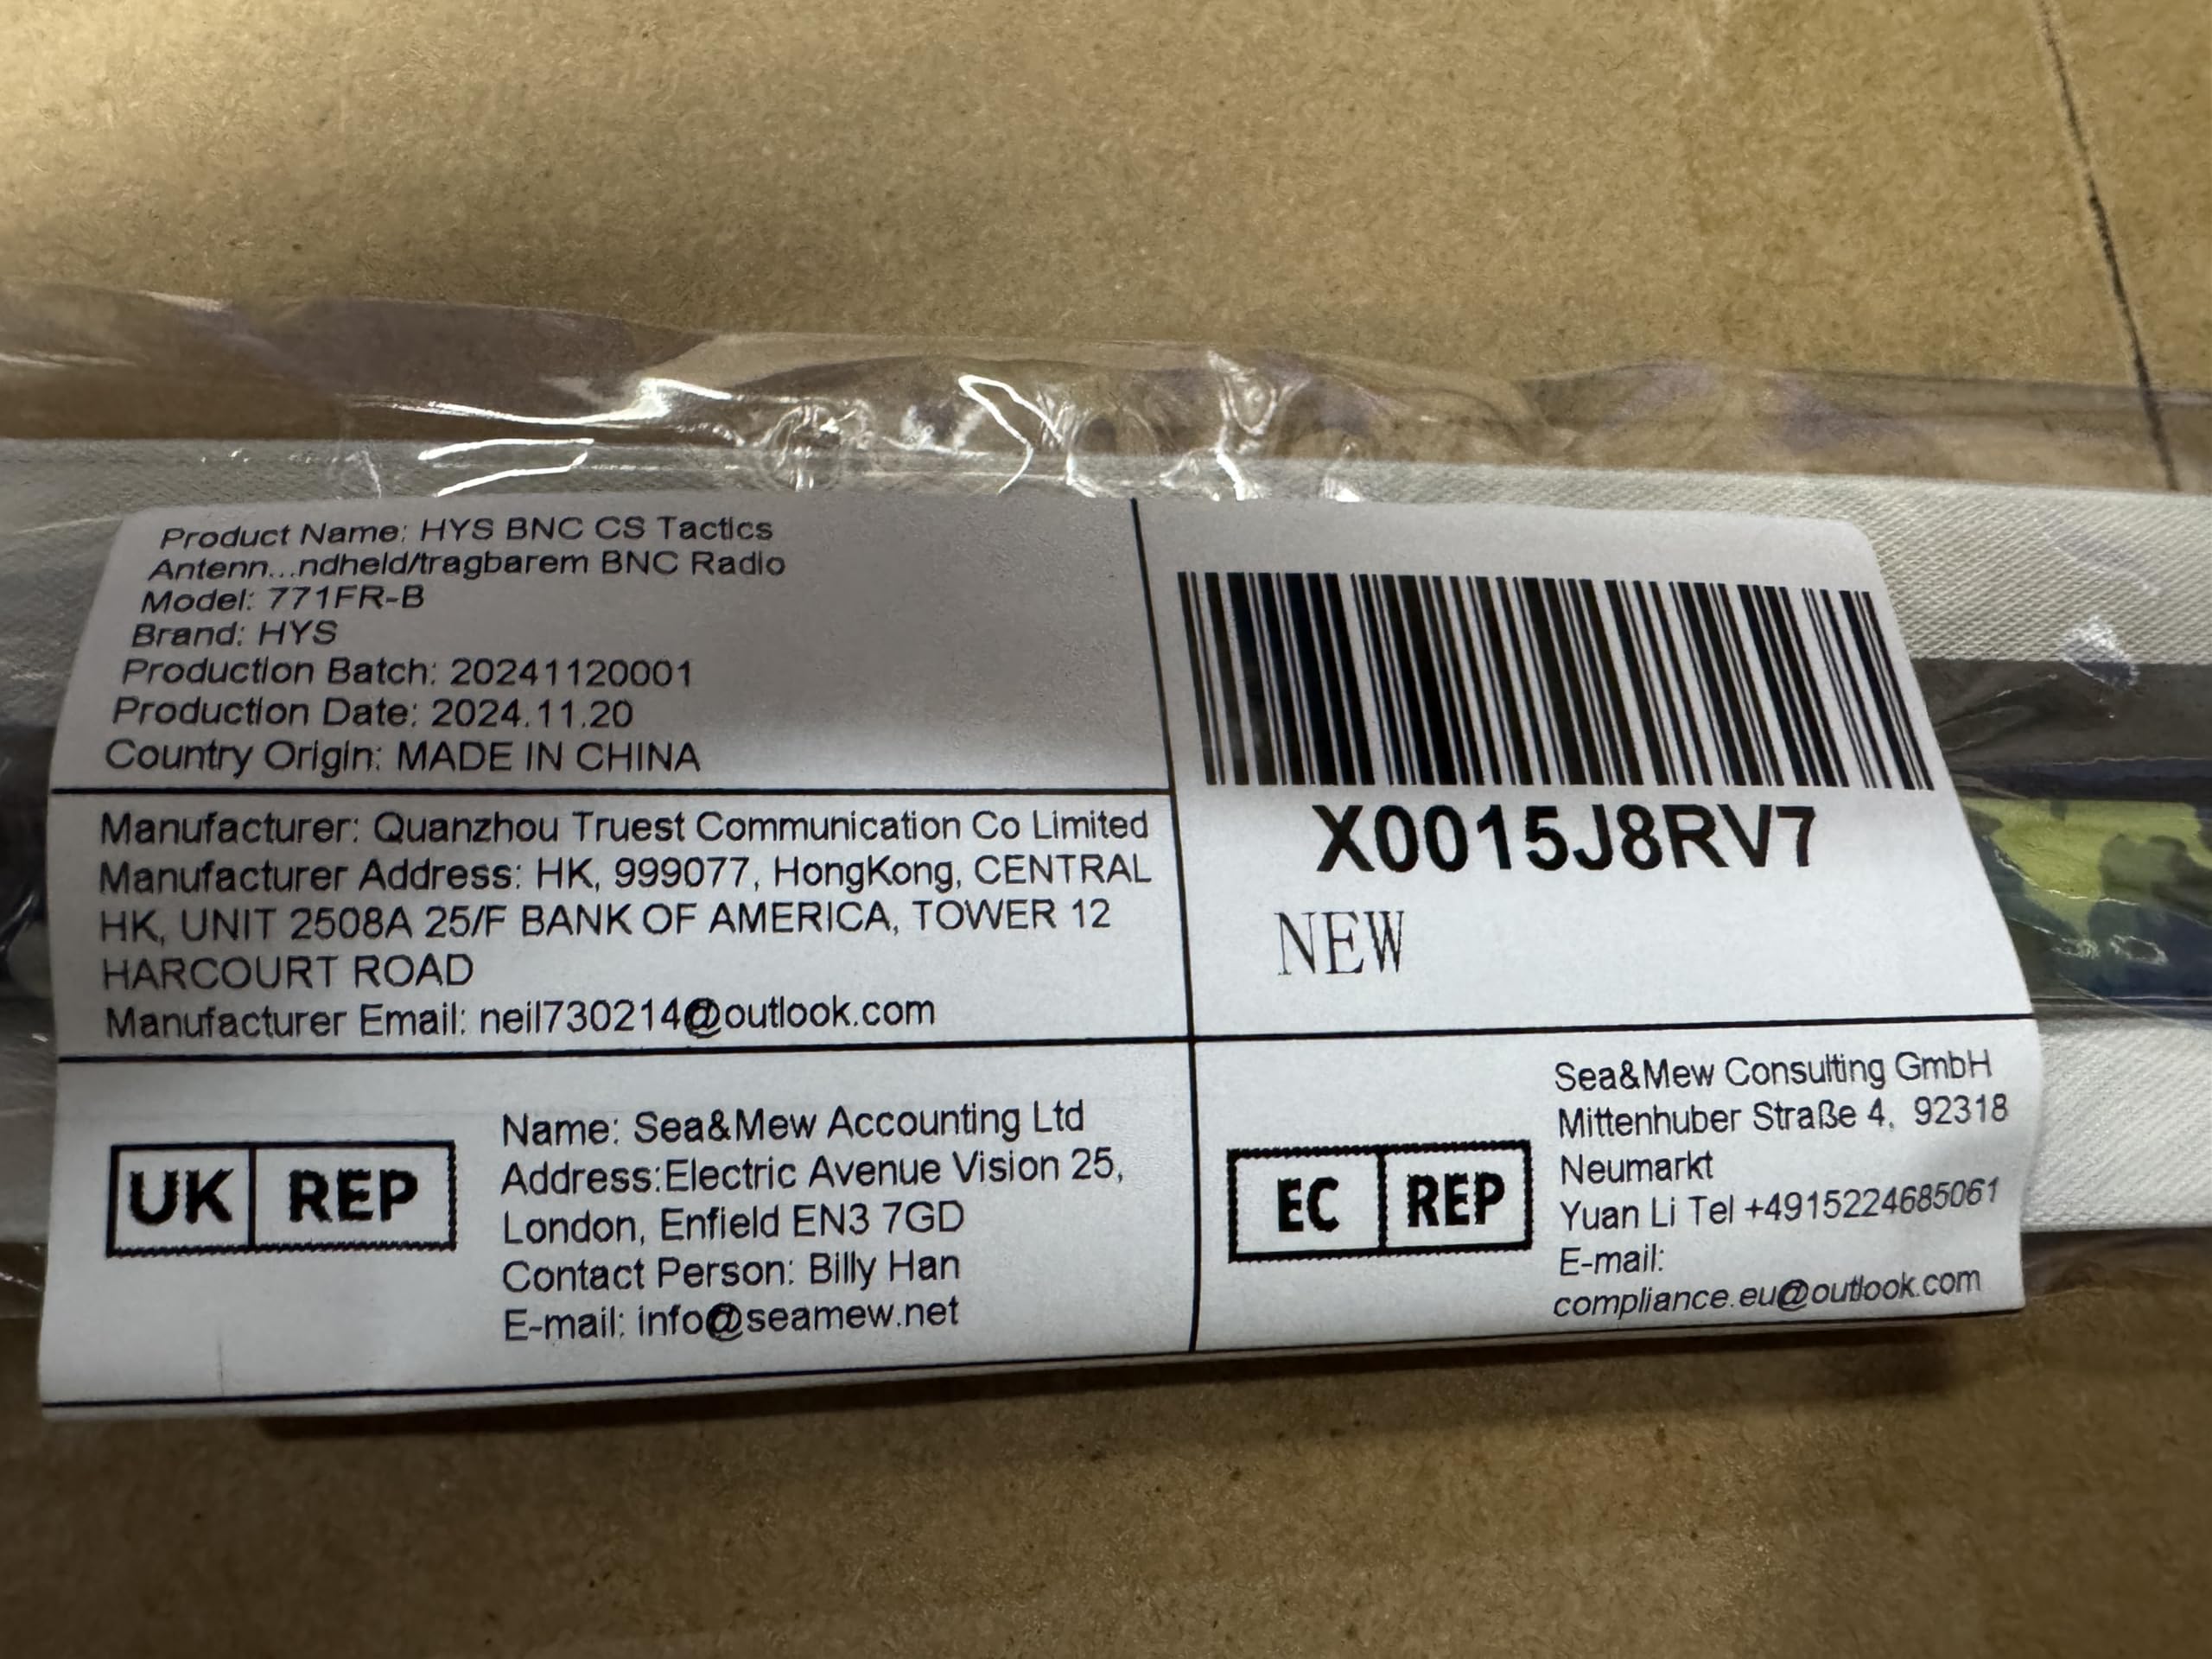 Product Name: HYS BNC CS Tactics
Antenn...ndheld/tragbarem BNC Radio
Model: 771FR-B
Brand: HYS
Production Batch: 20241120001
Production Date: 2024.11.20
Country Origin: MADE IN CHINA
Manufacturer: Quanzhou Truest Communication Co Limited
Manufacturer Address: HK, 999077, HongKong, CENTRAL
HK, UNIT 2508A 25/F BANK OF AMERICA, TOWER 12
HARCOURT ROAD
Manufacturer Email: neil730214@outlook.com
X0015J8RV7
NEW
UK REP
Name: Sea&Mew Accounting Ltd
Address:Electric Avenue Vision 25,
London, Enfield EN3 7GD
Contact Person: Billy Han
E-mail: info@seamew.net
EC REP
Sea&Mew Consulting GmbH
Mittenhuber Straße 4, 92318
Neumarkt
Yuan Li Tel +4915224685061
E-mail:
compliance.eu@outlook.com